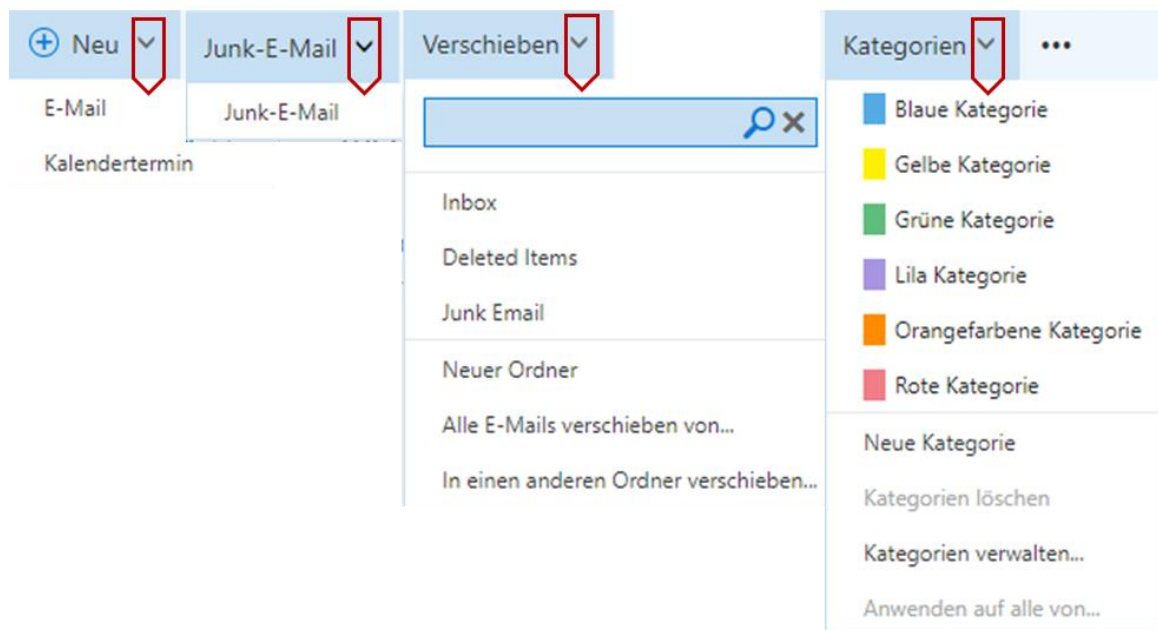 Neu
E-Mail
Kalendertermin
Junk-E-Mail
Junk-E-Mail
Verschieben
Inbox
Deleted Items
Junk Email
Neuer Ordner
Alle E-Mails verschieben von...
In einen anderen Ordner verschieben...
Kategorien
Blaue Kategorie
Gelbe Kategorie
Grüne Kategorie
Lila Kategorie
Orangefarbene Kategorie
Rote Kategorie
Neue Kategorie
Kategorien löschen
Kategorien verwalten...
Anwenden auf alle von...